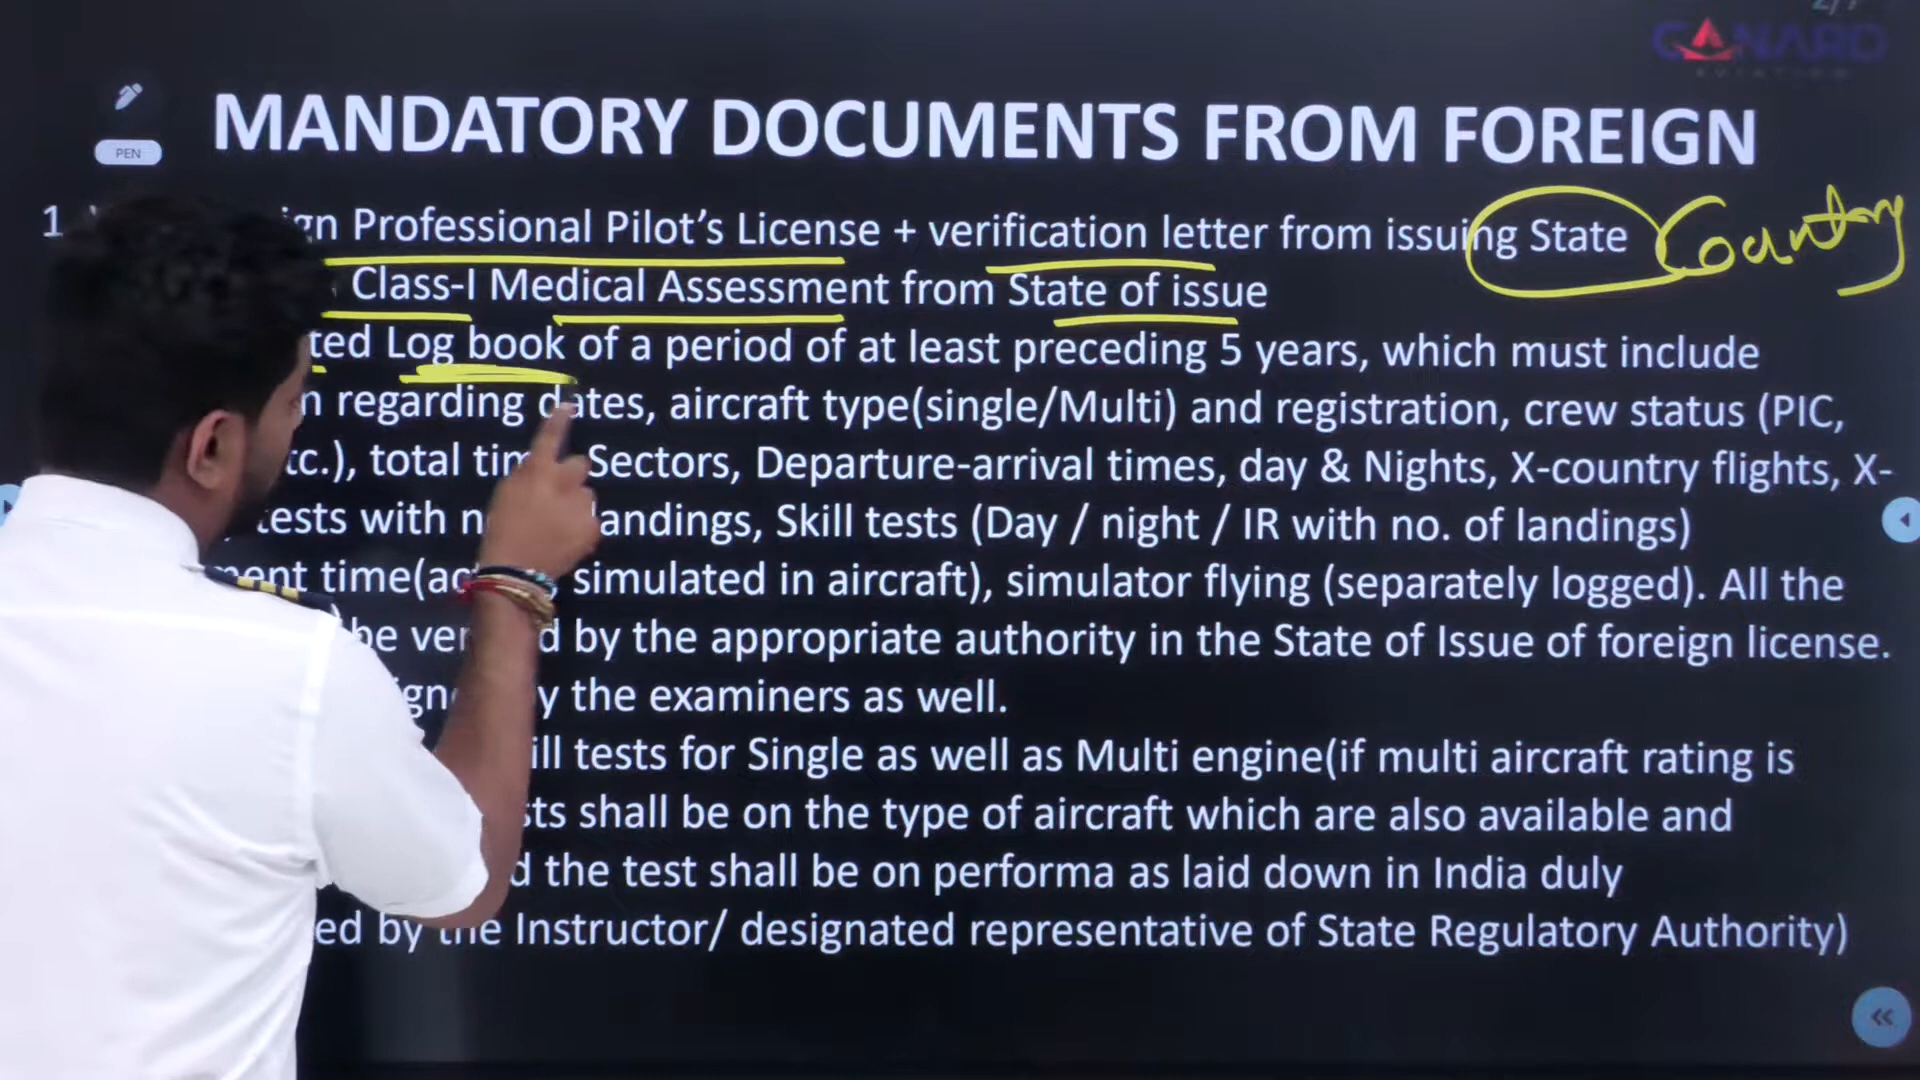 CANARD
AVIATION
PEN
MANDATORY DOCUMENTS FROM FOREIGN
1 Professional Pilot’s License + verification letter from issuing State Country
Class-I Medical Assessment from State of issue
Log book of a period of at least preceding 5 years, which must include
regarding dates, aircraft type(single/Multi) and registration, crew status (PIC,
tc.), total Sectors, Departure-arrival times, day & Nights, X-country flights, X-
tests with landings, Skill tests (Day / night / IR with no. of landings)
time( simulated in aircraft), simulator flying (separately logged). All the
be by the appropriate authority in the State of Issue of foreign license.
the examiners as well.
tests for Single as well as Multi engine(if multi aircraft rating is
shall be on the type of aircraft which are also available and
the test shall be on performa as laid down in India duly
by the Instructor/ designated representative of State Regulatory Authority)